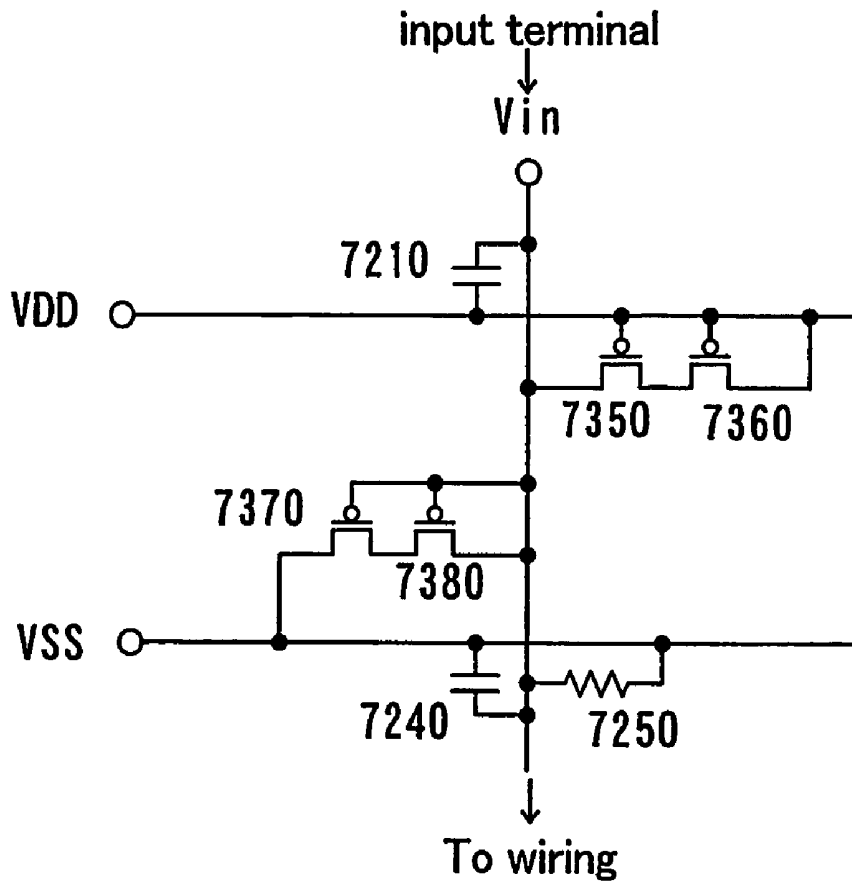 input terminal
Vin
7210
VDD
7350
7360
7370
7380
VSS
7240
7250
To wiring